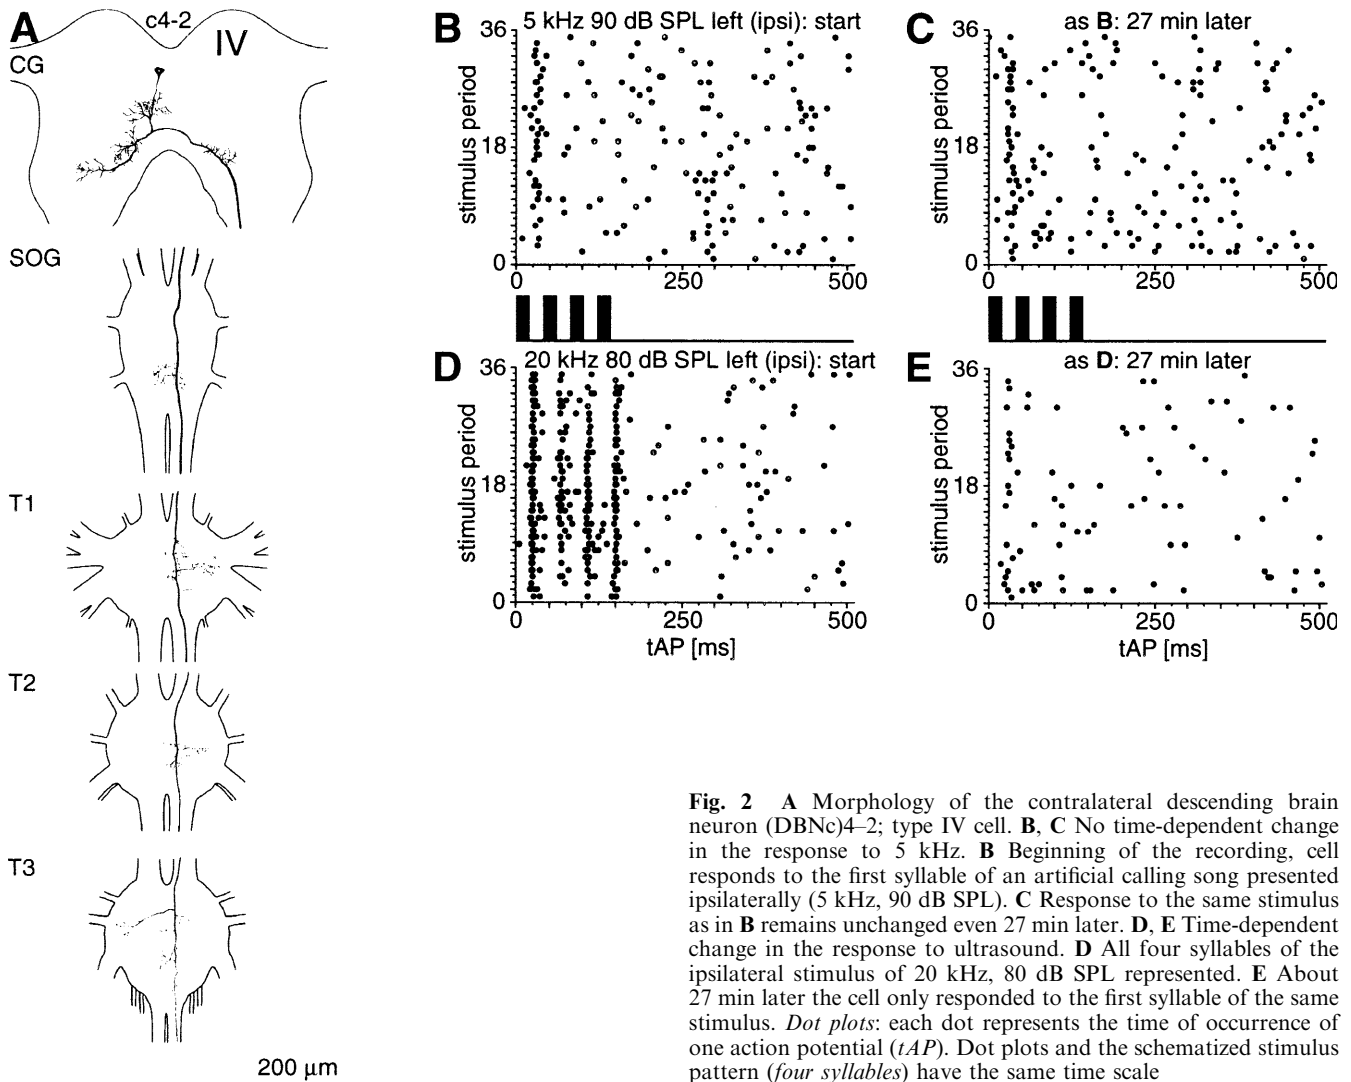 A
c4-2
IV
CG
SOG
T1
T2
T3
200 µm
B 5 kHz 90 dB SPL left (ipsi): start
36
18
0
stimulus period
0 250 500
C as B: 27 min later
36
18
0
stimulus period
0 250 500
D 20 kHz 80 dB SPL left (ipsi): start
36
18
0
stimulus period
0 250 500
tAP [ms]
E as D: 27 min later
36
18
0
stimulus period
0 250 500
tAP [ms]
Fig. 2 A Morphology of the contralateral descending brain
neuron (DBNc)4–2; type IV cell. B, C No time-dependent change
in the response to 5 kHz. B Beginning of the recording, cell
responds to the first syllable of an artificial calling song presented
ipsilaterally (5 kHz, 90 dB SPL). C Response to the same stimulus
as in B remains unchanged even 27 min later. D, E Time-dependent
change in the response to ultrasound. D All four syllables of the
ipsilateral stimulus of 20 kHz, 80 dB SPL represented. E About
27 min later the cell only responded to the first syllable of the same
stimulus. Dot plots: each dot represents the time of occurrence of
one action potential (tAP). Dot plots and the schematized stimulus
pattern (four syllables) have the same time scale